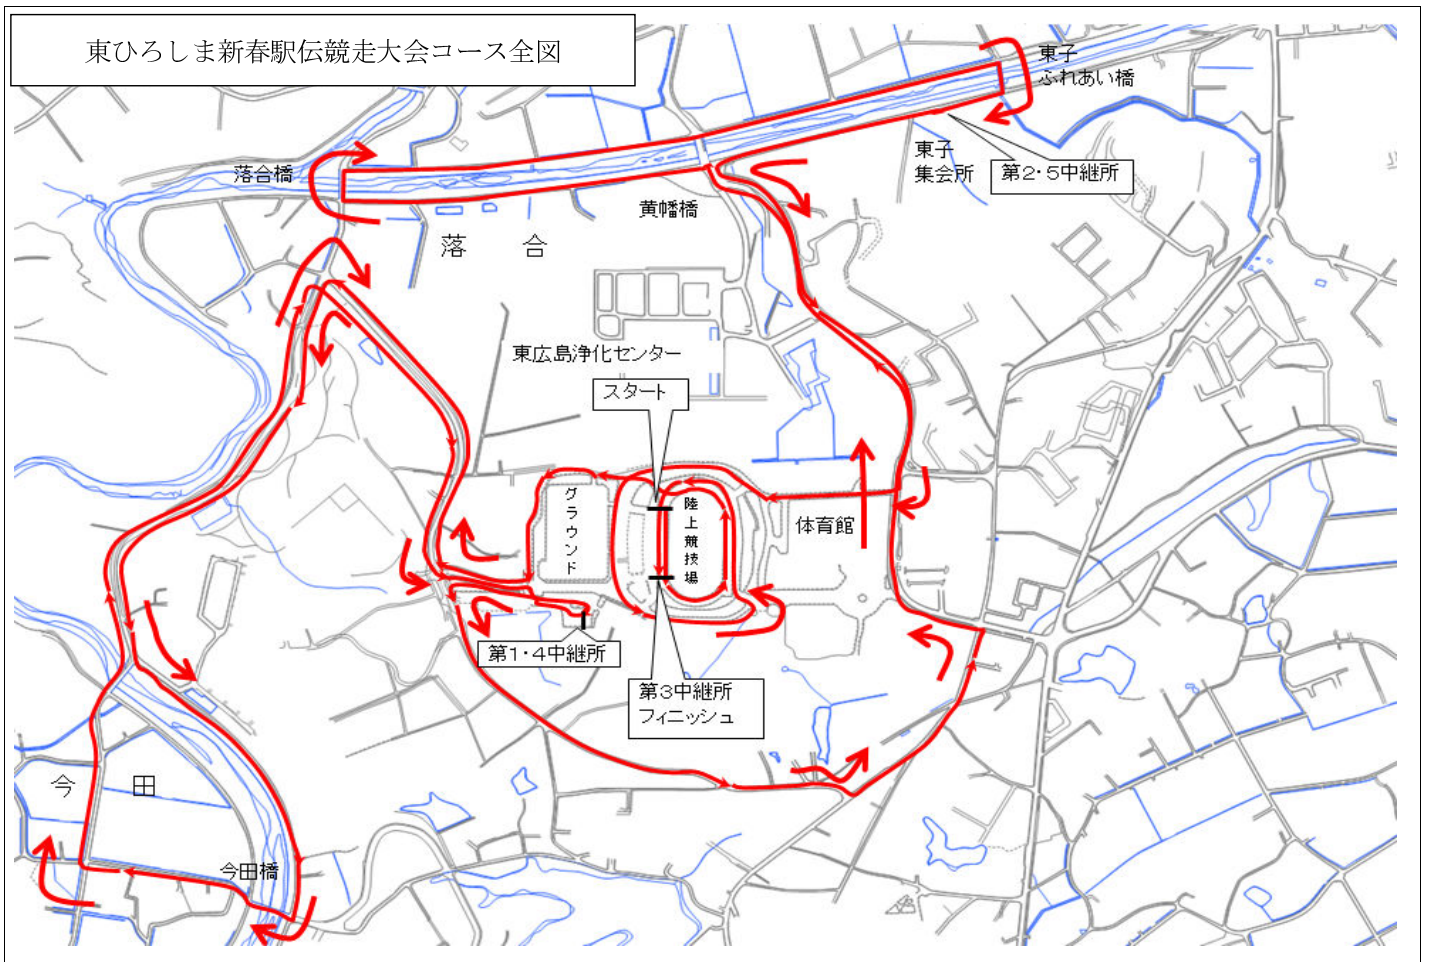 東ひろしま新春駅伝競走大会コース全図
東子
ふれあい橋
落合橋
東子
集会所
第2・5中継所
黄幡橋
落合
東広島浄化センター
スタート
グラウンド
陸上競技場
体育館
第1・4中継所
第3中継所
フィニッシュ
今田
今田橋